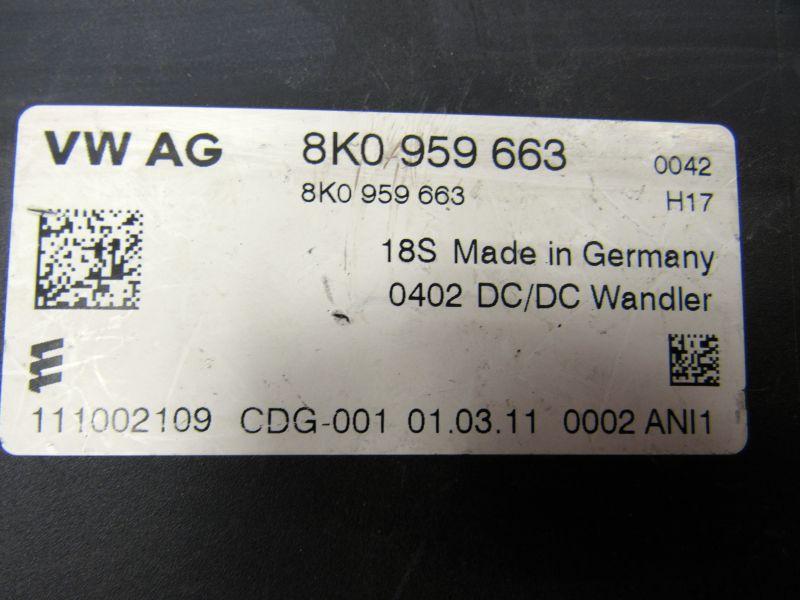 VW AG 8K0 959 663 0042
8K0 959 663 H17
18S Made in Germany
0402 DC/DC Wandler
111002109 CDG-001 01.03.11 0002 ANI1